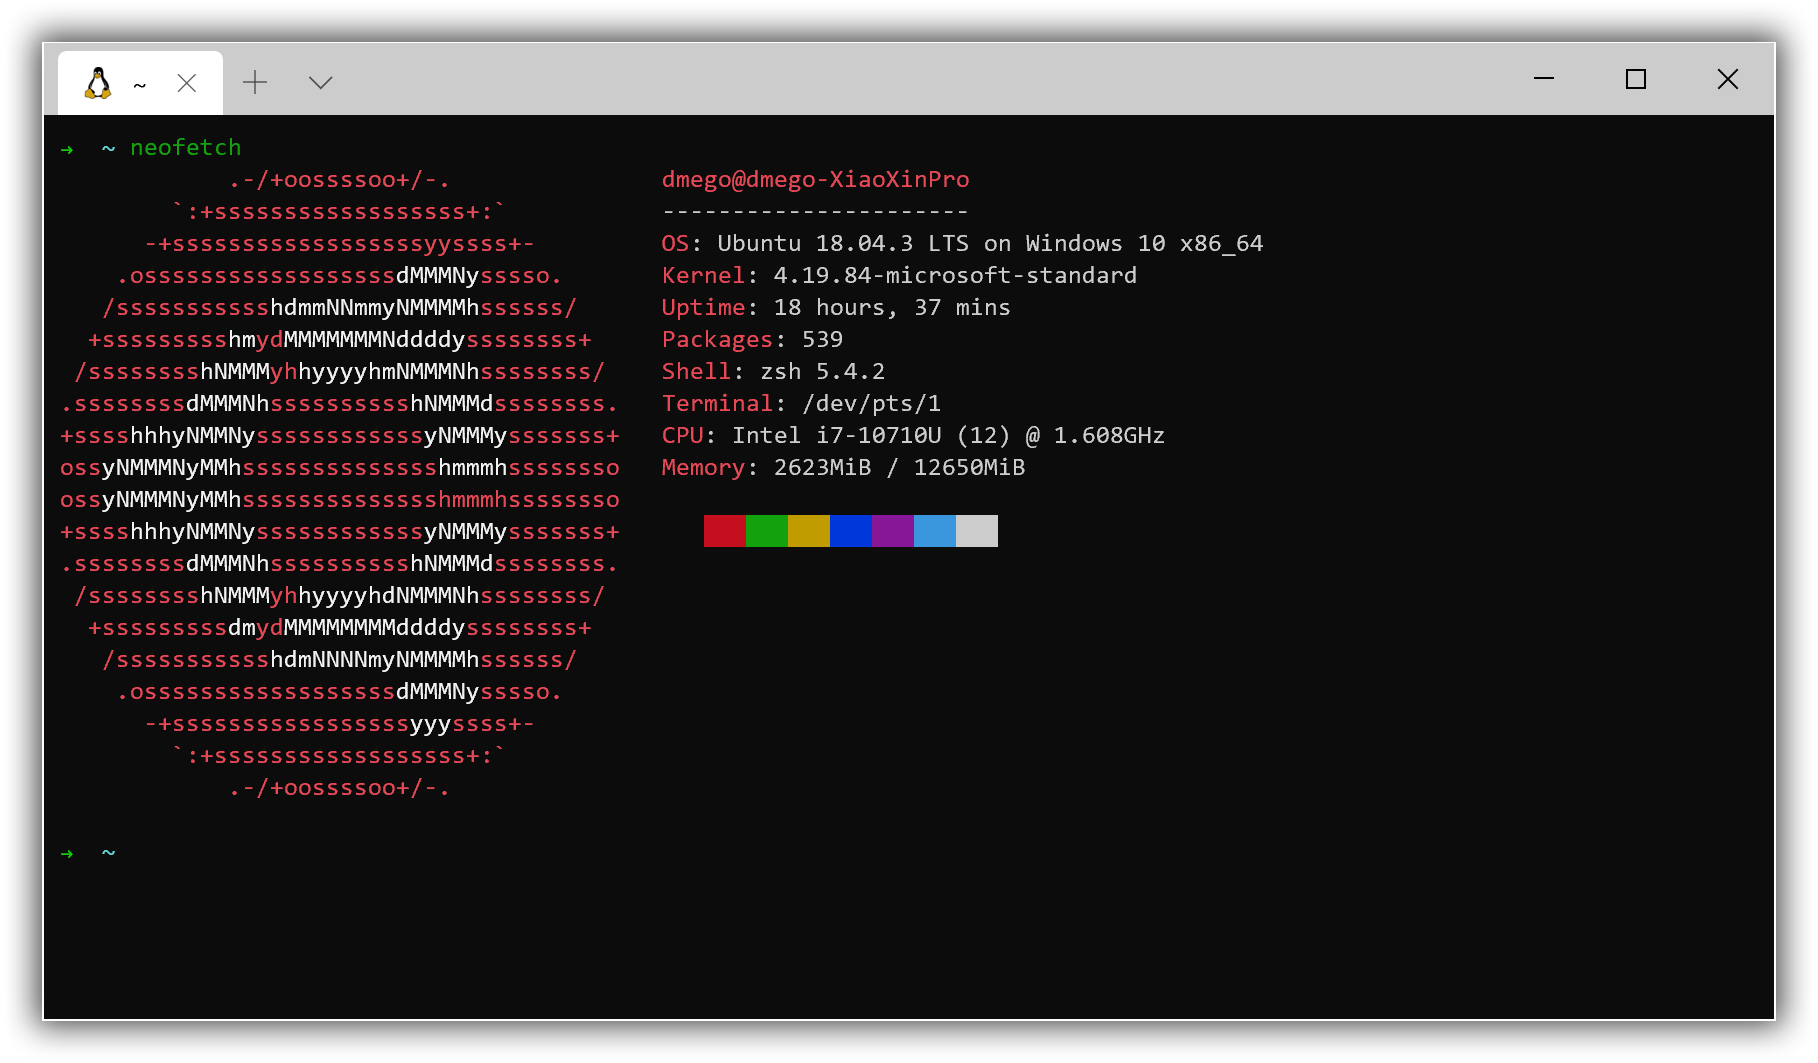 ~
→ ~ neofetch
            .-/+oossssoo+/-.               dmego@dmego-XiaoXinPro
        `:+ssssssssssssssssss+:`           ----------------------
      -+ssssssssssssssssssyyssss+-         OS: Ubuntu 18.04.3 LTS on Windows 10 x86_64
    .ossssssssssssssssssdMMMNysssso.       Kernel: 4.19.84-microsoft-standard
   /ssssssssssshdmmNNmmyNMMMMhssssss/      Uptime: 18 hours, 37 mins
  +ssssssssshmydMMMMMMMNddddyssssssss+     Packages: 539
 /sssssssshNMMMyhhyyyyhmNMMMNhssssssss/    Shell: zsh 5.4.2
.ssssssssdMMMNhsssssssssshNMMMdssssssss.   Terminal: /dev/pts/1
+sssshhhyNMMNyssssssssssssyNMMMysssssss+   CPU: Intel i7-10710U (12) @ 1.608GHz
ossyNMMMNyMMhsssssssssssssshmmmhssssssso   Memory: 2623MiB / 12650MiB
ossyNMMMNyMMhsssssssssssssshmmmhssssssso
+sssshhhyNMMNyssssssssssssyNMMMysssssss+
.ssssssssdMMMNhsssssssssshNMMMdssssssss.
 /sssssssshNMMMyhhyyyyhdNMMMNhssssssss/
  +sssssssssdmydMMMMMMMMddddyssssssss+
   /ssssssssssshdmNNNNmyNMMMMhssssss/
    .ossssssssssssssssssdMMMNysssso.
      -+sssssssssssssssssyyyssss+-
        `:+ssssssssssssssssss+:`
            .-/+oossssoo+/-.
→ ~